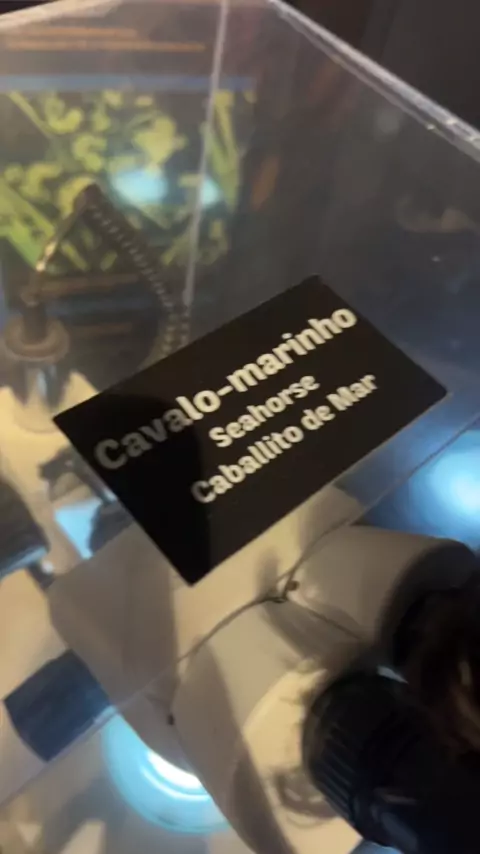 Cavalo-marinho
Seahorse
Caballito de Mar